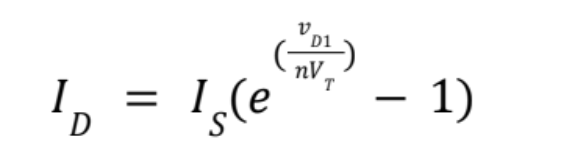 I_D = I_S(e^(v_D1/nV_T) − 1)